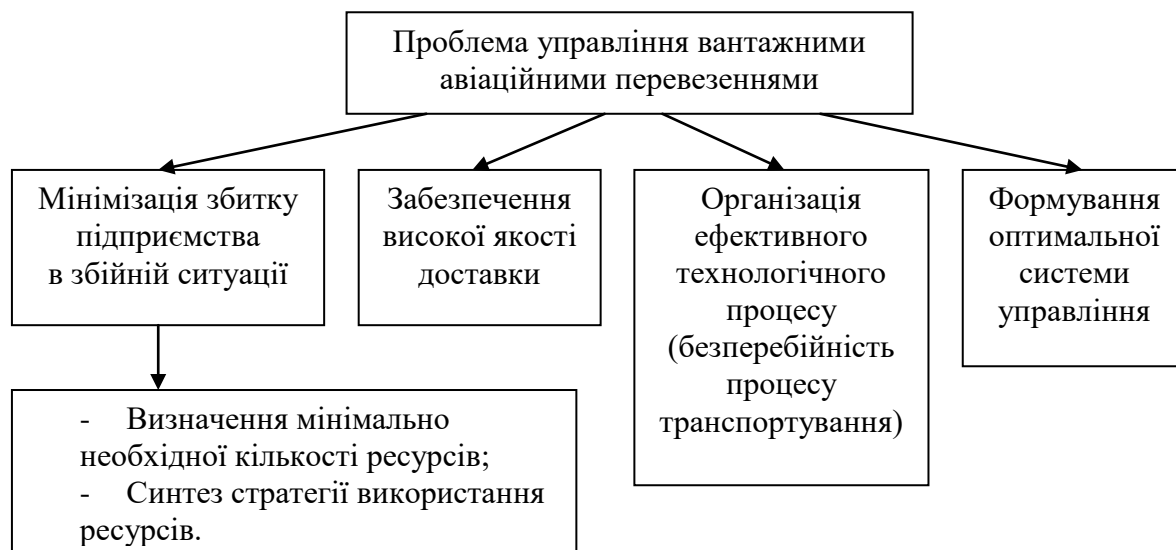 Проблема управління вантажними
авіаційними перевезеннями
Мінімізація збитку
підприємства
в збійній ситуації
Забезпечення
високої якості
доставки
Організація
ефективного
технологічного
процесу
(безперебійність
процесу
транспортування)
Формування
оптимальної
системи
управління
- Визначення мінімально
необхідної кількості ресурсів;
- Синтез стратегії використання
ресурсів.